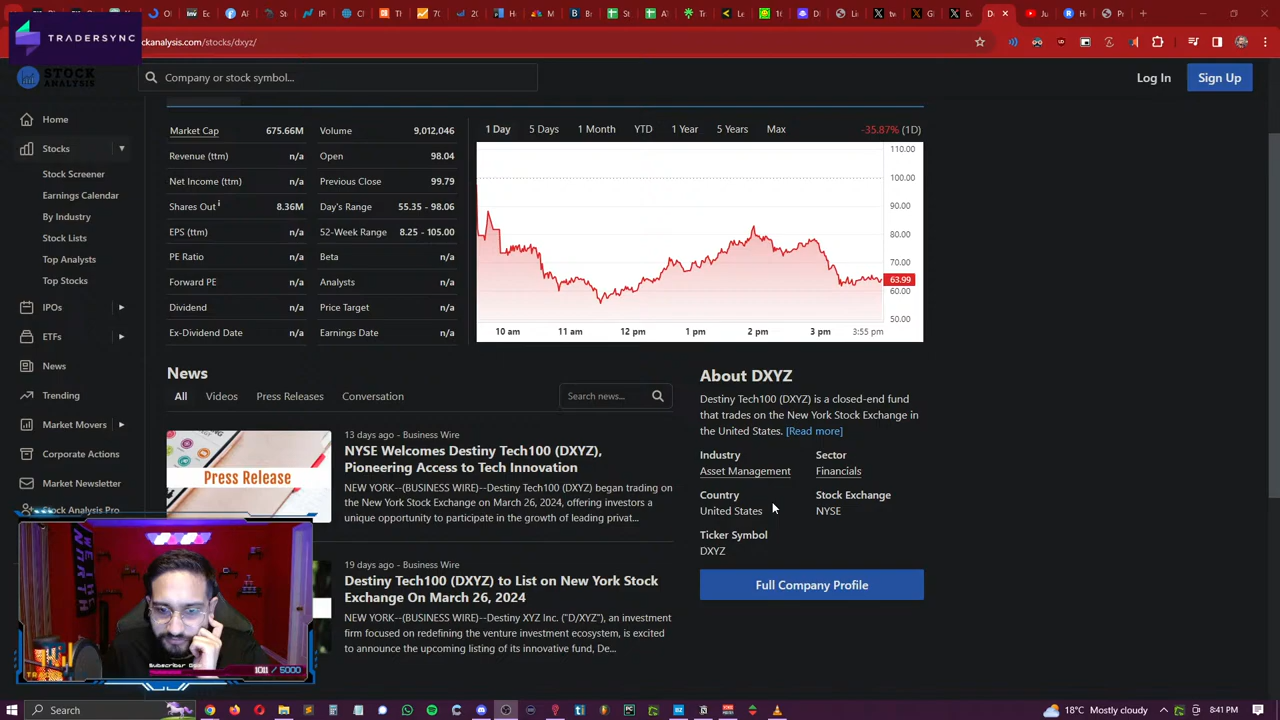 TRADERSYNC
ckanalysis.com/stocks/dxyz/
STOCK
ANALYSIS
Company or stock symbol...
Log In
Sign Up
Home
Stocks
Stock Screener
Earnings Calendar
By Industry
Stock Lists
Top Analysts
Top Stocks
IPOs
ETFs
News
Trending
Market Movers
Corporate Actions
Market Newsletter
Stock Analysis Pro
Market Cap 675.66M
Revenue (ttm) n/a
Net Income (ttm) n/a
Shares Out i 8.36M
EPS (ttm) n/a
PE Ratio n/a
Forward PE n/a
Dividend n/a
Ex-Dividend Date n/a
Volume 9,012,046
Open 98.04
Previous Close 99.79
Day's Range 55.35 - 98.06
52-Week Range 8.25 - 105.00
Beta n/a
Analysts n/a
Price Target n/a
Earnings Date n/a
1 Day 5 Days 1 Month YTD 1 Year 5 Years Max -35.87% (1D)
110.00
100.00
90.00
80.00
70.00
63.99
60.00
50.00
10 am 11 am 12 pm 1 pm 2 pm 3 pm 3:55 pm
News
All Videos Press Releases Conversation Search news...
Press Release
13 days ago - Business Wire
NYSE Welcomes Destiny Tech100 (DXYZ),
Pioneering Access to Tech Innovation
NEW YORK--(BUSINESS WIRE)--Destiny Tech100 (DXYZ) began trading on
the New York Stock Exchange on March 26, 2024, offering investors a
unique opportunity to participate in the growth of leading privat...
19 days ago - Business Wire
Destiny Tech100 (DXYZ) to List on New York Stock
Exchange On March 26, 2024
NEW YORK--(BUSINESS WIRE)--Destiny XYZ Inc. ("D/XYZ"), an investment
firm focused on redefining the venture investment ecosystem, is excited
to announce the upcoming listing of its innovative fund, De...
About DXYZ
Destiny Tech100 (DXYZ) is a closed-end fund
that trades on the New York Stock Exchange in
the United States. [Read more]
Industry
Asset Management
Sector
Financials
Country
United States
Stock Exchange
NYSE
Ticker Symbol
DXYZ
Full Company Profile
Subscriber Goal
1011 / 5000
Search
18°C Mostly cloudy
8:41 PM